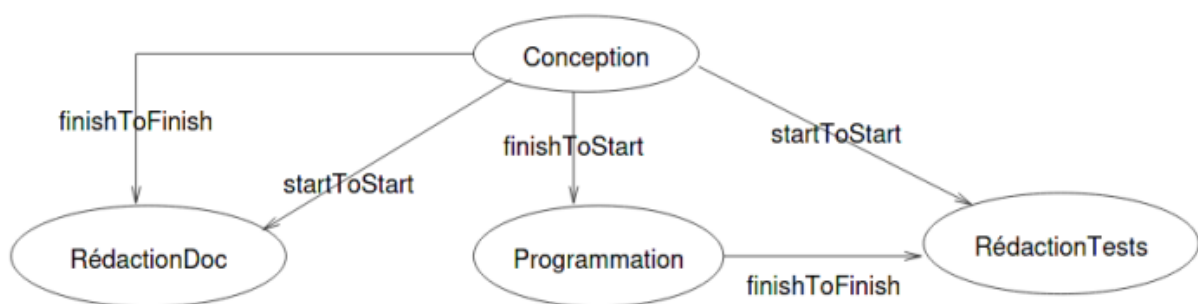 Conception
finishToFinish
finishToStart
startToStart
startToStart
RédactionDoc
Programmation
RédactionTests
finishToFinish